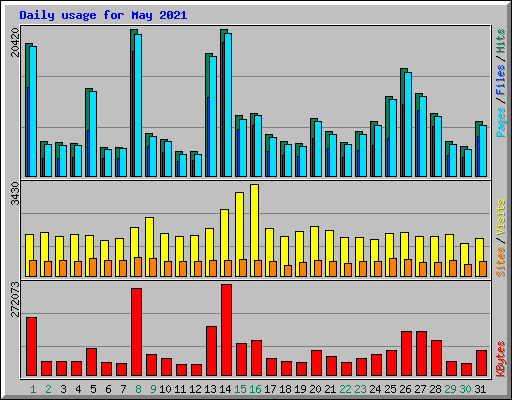 Daily usage for May 2021
20420
Pages / Files / Hits
3430
Sites / Visits
272073
KBytes
1 2 3 4 5 6 7 8 9 10 11 12 13 14 15 16 17 18 19 20 21 22 23 24 25 26 27 28 29 30 31